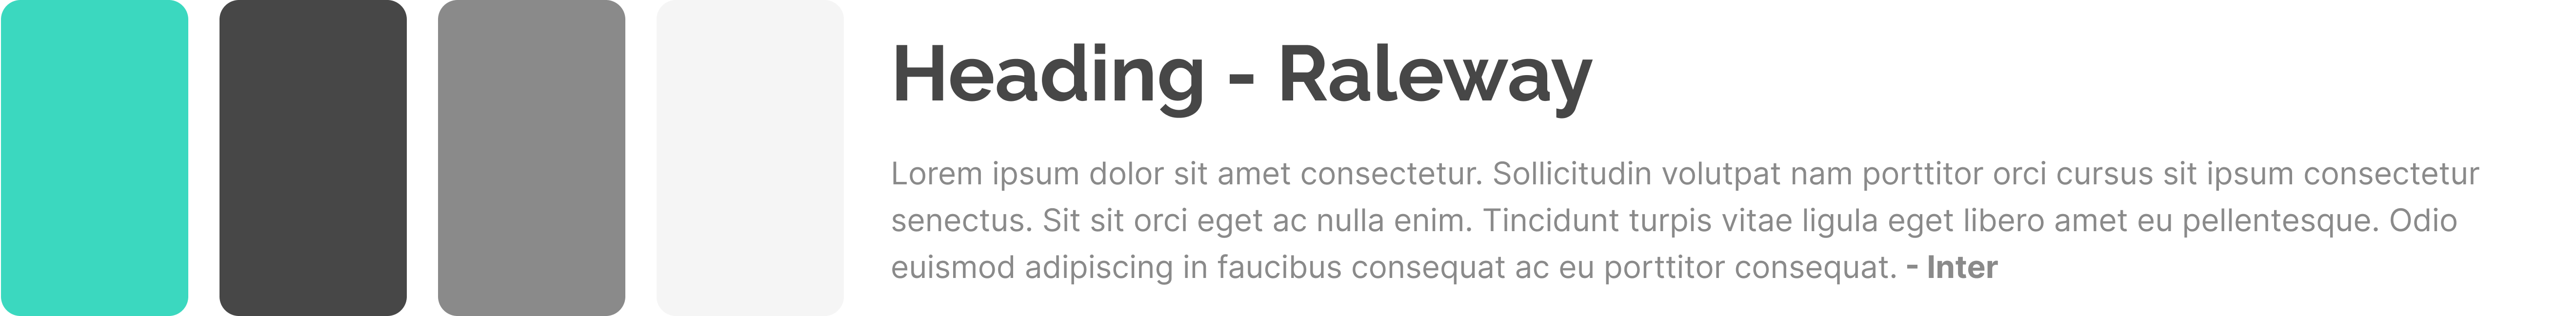 Heading - Raleway
Lorem ipsum dolor sit amet consectetur. Sollicitudin volutpat nam porttitor orci cursus sit ipsum consectetur
senectus. Sit sit orci eget ac nulla enim. Tincidunt turpis vitae ligula eget libero amet eu pellentesque. Odio
euismod adipiscing in faucibus consequat ac eu porttitor consequat. - Inter